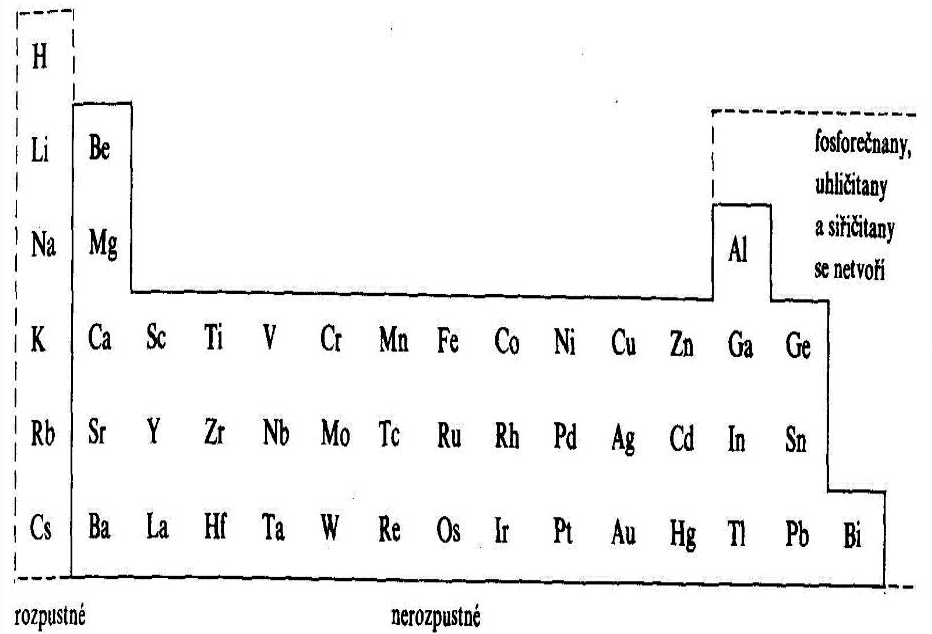 H
Li Be fosforečnany,
uhličitany
Na Mg Al a siřičitany
se netvoří
K Ca Sc Ti V Cr Mn Fe Co Ni Cu Zn Ga Ge
Rb Sr Y Zr Nb Mo Tc Ru Rh Pd Ag Cd In Sn
Cs Ba La Hf Ta W Re Os Ir Pt Au Hg Tl Pb Bi
rozpustné nerozpustné